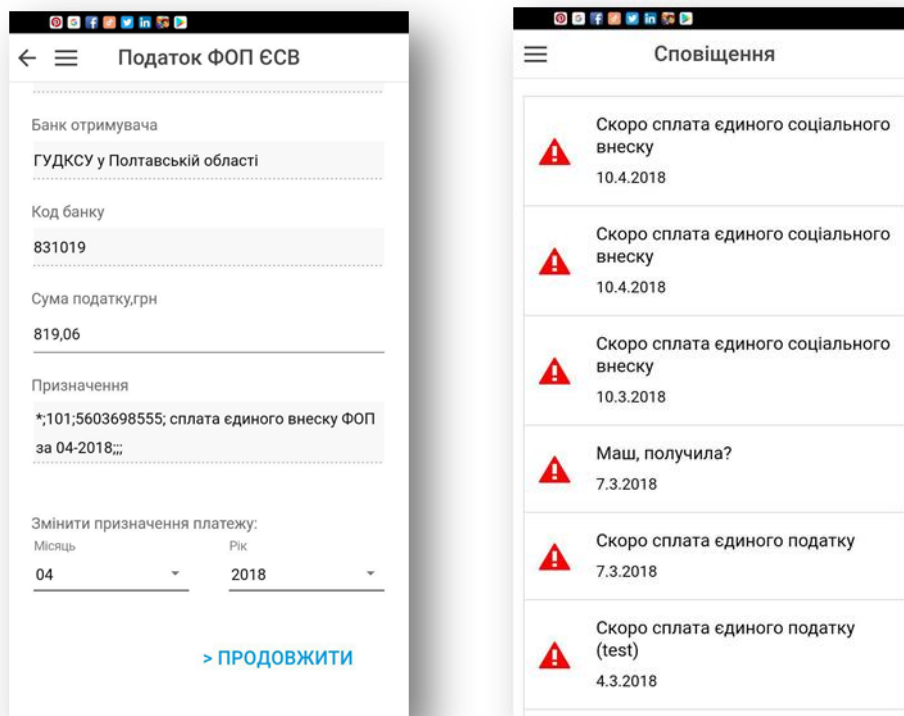 Податок ФОП ЄСВ
Банк отримувача
ГУДКСУ у Полтавській області
Код банку
831019
Сума податку,грн
819,06
Призначення
*;101;5603698555; сплата єдиного внеску ФОП
за 04-2018;;;
Змінити призначення платежу:
Місяць Рік
04 2018
> ПРОДОВЖИТИ
Сповіщення
Скоро сплата єдиного соціального
внеску
10.4.2018
Скоро сплата єдиного соціального
внеску
10.4.2018
Скоро сплата єдиного соціального
внеску
10.3.2018
Маш, получила?
7.3.2018
Скоро сплата єдиного податку
7.3.2018
Скоро сплата єдиного податку
(test)
4.3.2018